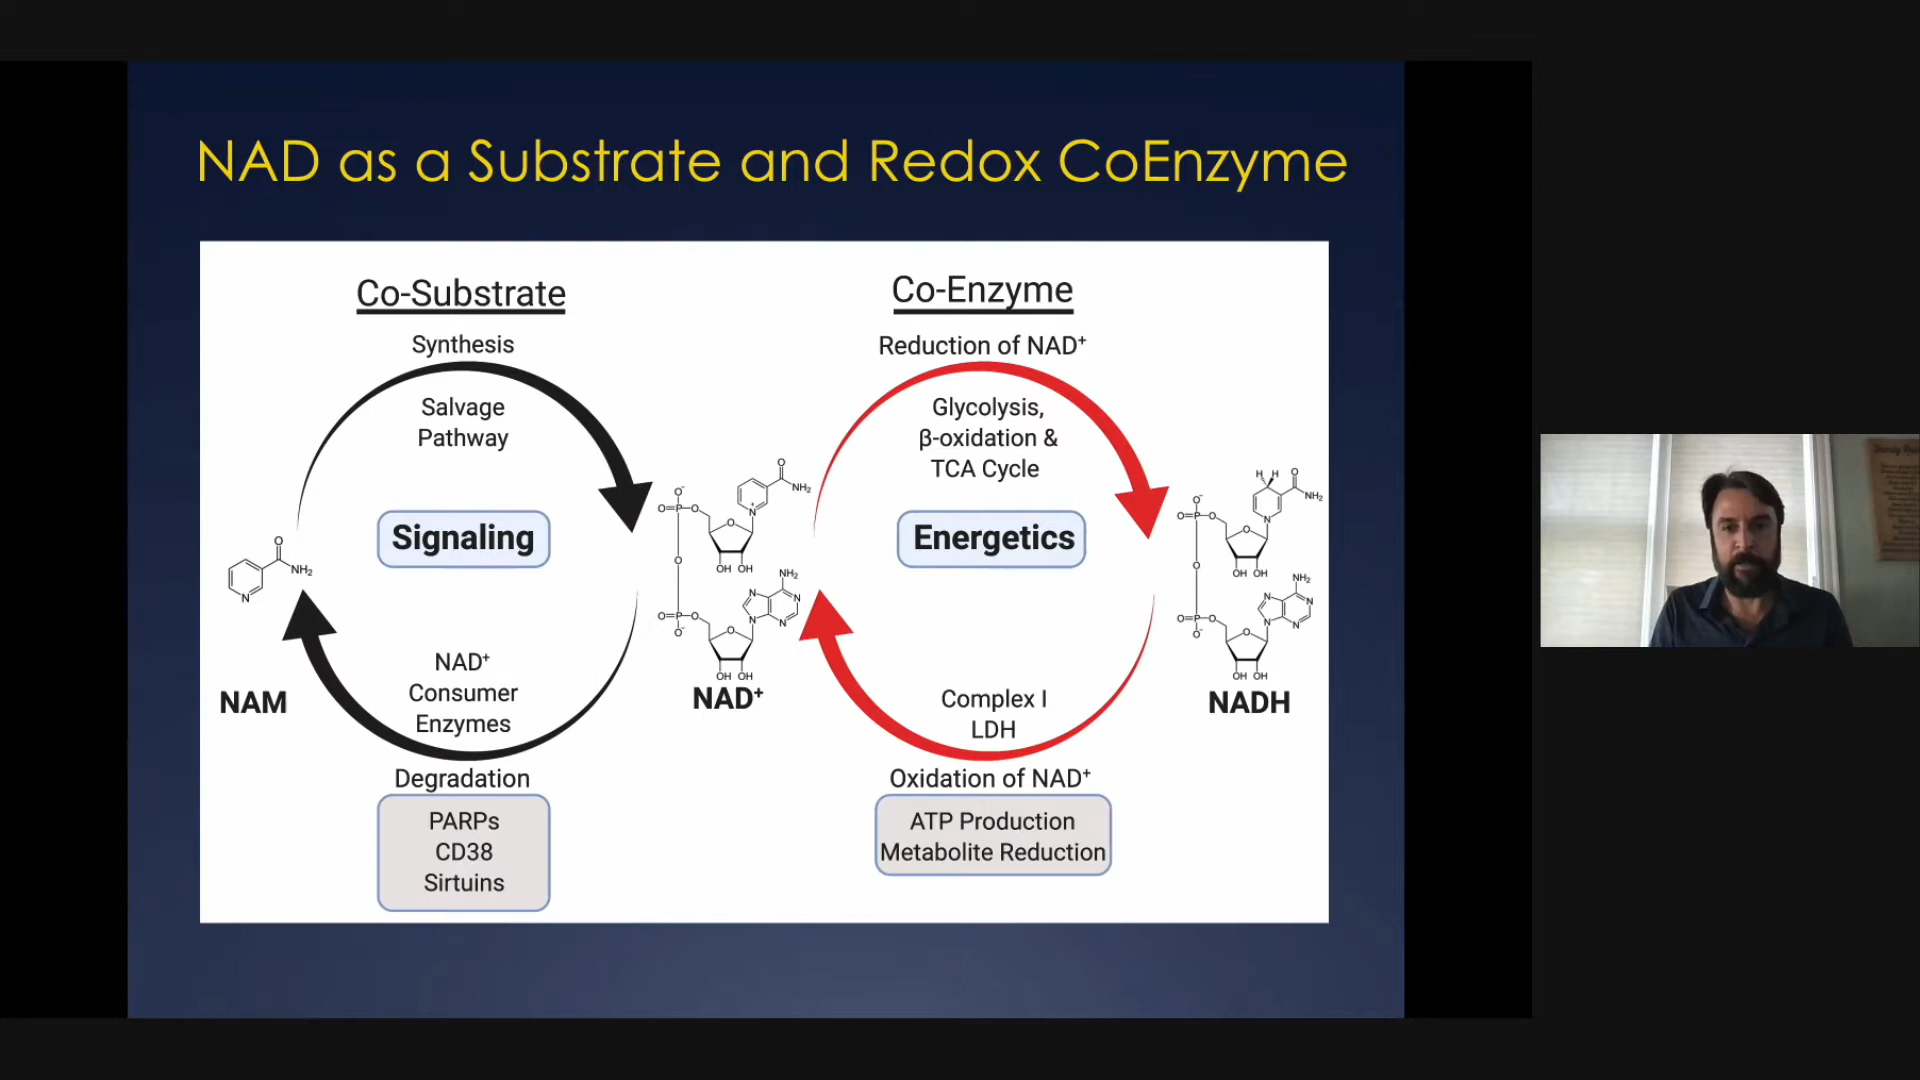 NAD as a Substrate and Redox CoEnzyme
Co-Substrate
Synthesis
Salvage
Pathway
Signaling
NAD⁺
Consumer
Enzymes
Degradation
PARPs
CD38
Sirtuins
Co-Enzyme
Reduction of NAD⁺
Glycolysis,
β-oxidation &
TCA Cycle
Energetics
Complex I
LDH
Oxidation of NAD⁺
ATP Production
Metabolite Reduction
O
NH₂
N
NAM
O
NH₂
O⁻
O=P-O
N⁺
O
OH OH
O
NH₂
N
N
N
N
O=P-O
O⁻
O
OH OH
NAD⁺
H H
O
NH₂
O⁻
O=P-O
N
O
OH OH
O
NH₂
N
N
N
N
O=P-O
O⁻
O
OH OH
NADH